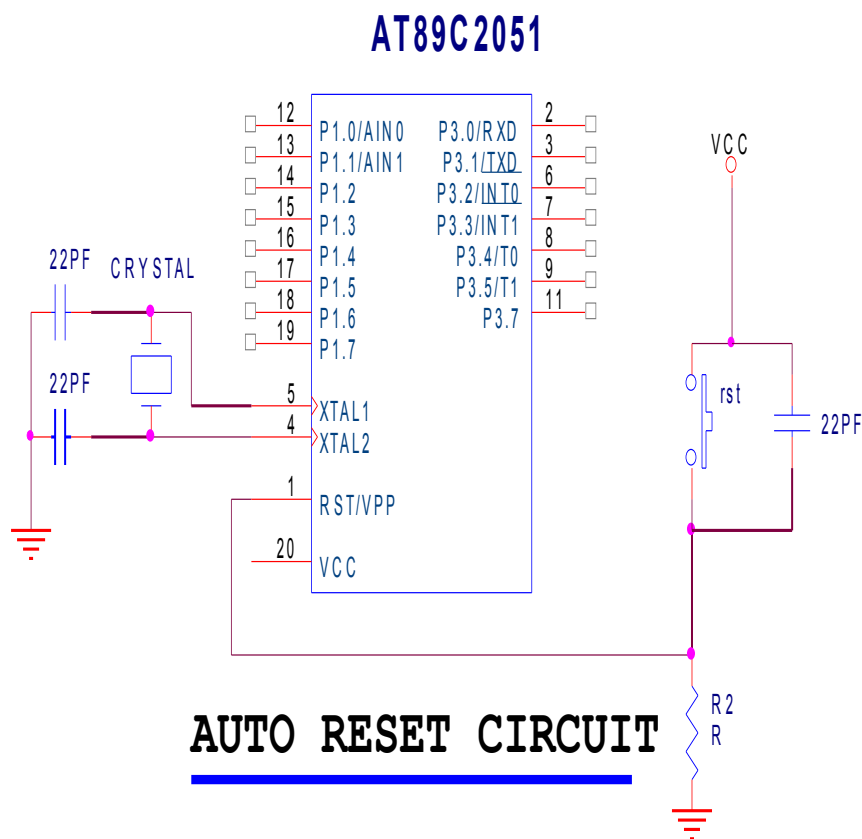 AT89C2051
12
P1.0/AIN0
13
P1.1/AIN1
14
P1.2
15
P1.3
16
P1.4
17
P1.5
18
P1.6
19
P1.7
5
XTAL1
4
XTAL2
1
RST/VPP
20
VCC
2
P3.0/RXD
3
P3.1/TXD
6
P3.2/INT0
7
P3.3/INT1
8
P3.4/T0
9
P3.5/T1
11
P3.7
22PF
CRYSTAL
22PF
VCC
rst
22PF
R2
R
AUTO RESET CIRCUIT